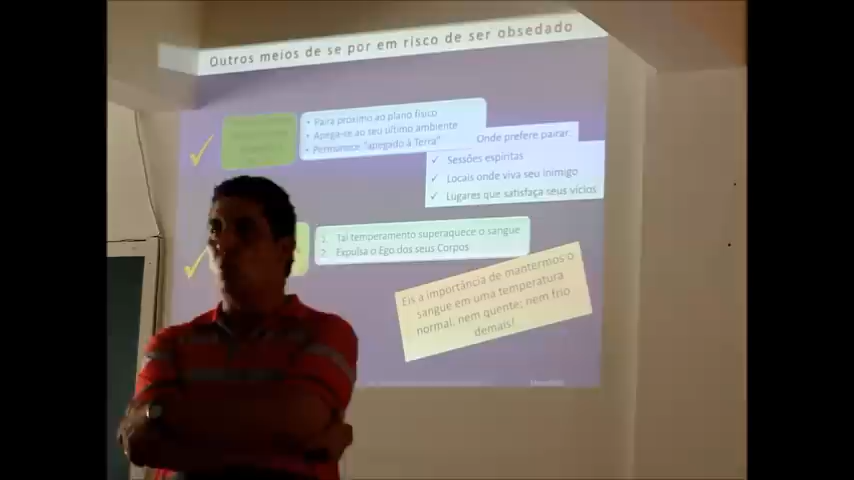 Outros meios de se por em risco de ser obsedado
• Paira próximo ao plano físico
• Apega-se ao seu último ambiente
• Permanece "apegado à Terra"
Onde prefere pairar:
✓ Sessões espíritas
✓ Locais onde viva seu inimigo
✓ Lugares que satisfaça seus vícios
1. Tal temperamento superaquece o sangue
2. Expulsa o Ego dos seus Corpos
Eis a importância de mantermos o
sangue em uma temperatura
normal: nem quente; nem frio
demais!